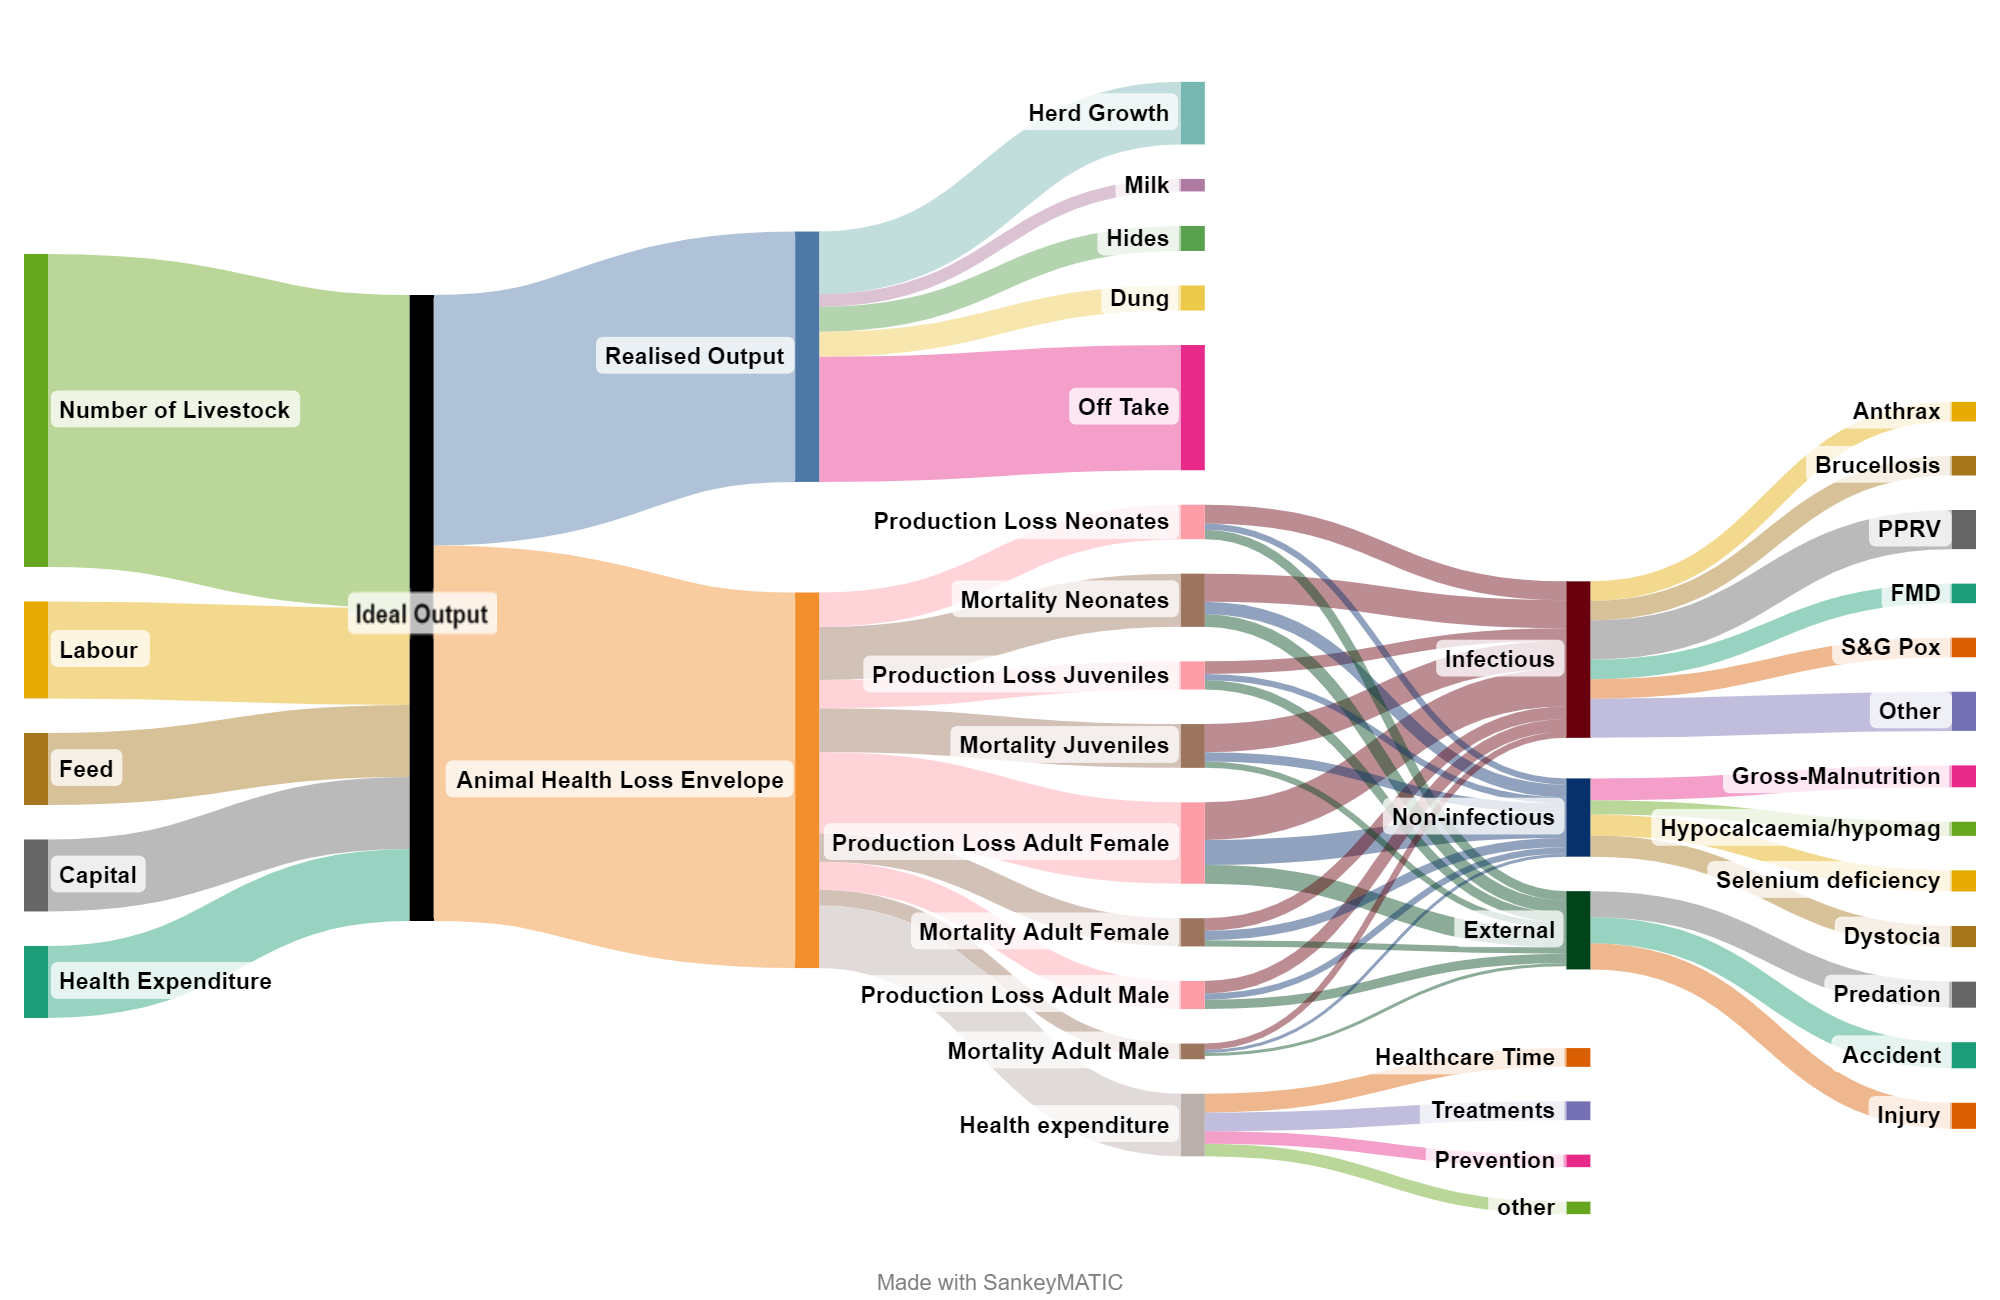 Number of Livestock
Labour
Feed
Capital
Health Expenditure
Ideal Output
Realised Output
Animal Health Loss Envelope
Herd Growth
Milk
Hides
Dung
Off Take
Production Loss Neonates
Mortality Neonates
Production Loss Juveniles
Mortality Juveniles
Production Loss Adult Female
Mortality Adult Female
Production Loss Adult Male
Mortality Adult Male
Health expenditure
Infectious
Non-infectious
External
Healthcare Time
Treatments
Prevention
other
Anthrax
Brucellosis
PPRV
FMD
S&G Pox
Other
Gross-Malnutrition
Hypocalcaemia/hypomag
Selenium deficiency
Dystocia
Predation
Accident
Injury
Made with SankeyMATIC